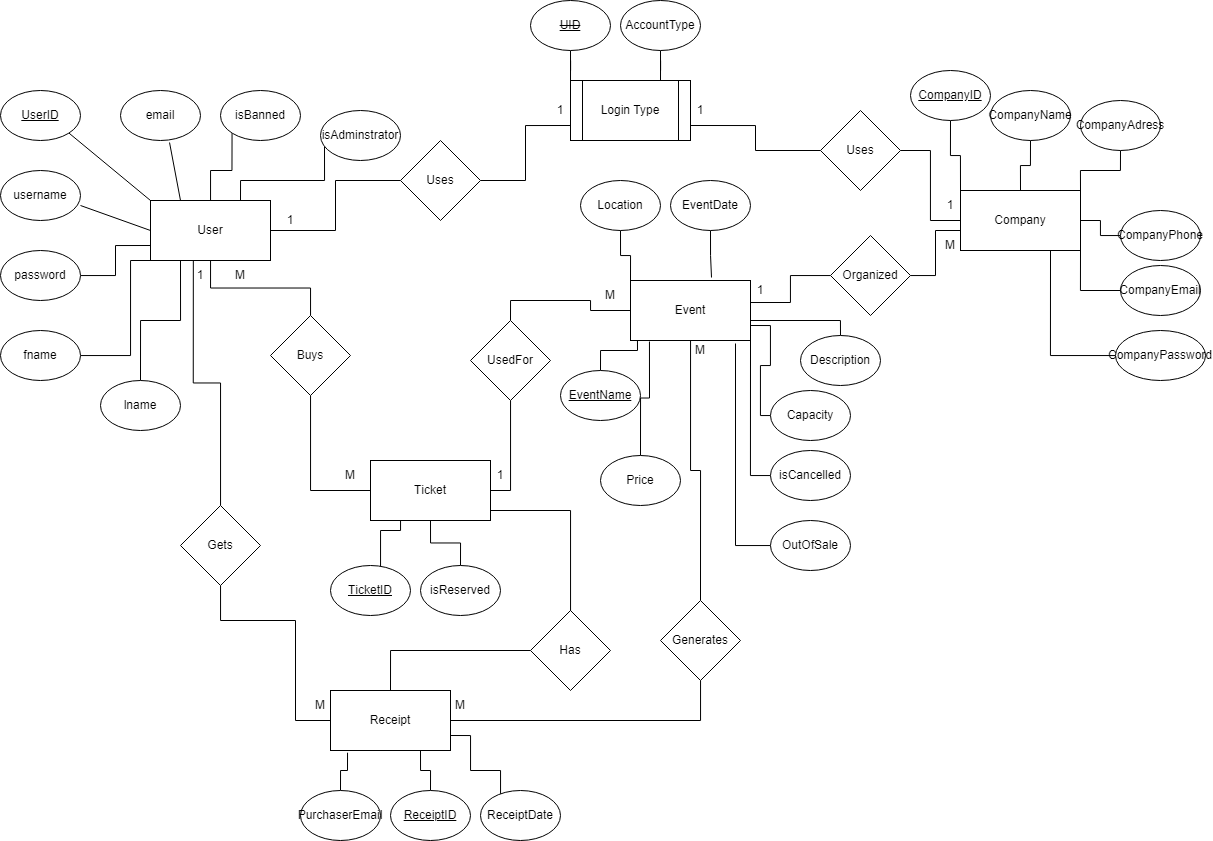 UID
AccountType
Login Type
1
1
UserID
email
isBanned
isAdminstrator
CompanyID
CompanyName
CompanyAdress
Uses
Uses
username
User
1
Location
EventDate
1
Company
CompanyPhone
M
password
1
M
Organized
CompanyEmail
M
Event
1
fname
Buys
UsedFor
M
Description
CompanyPassword
lname
EventName
Capacity
M
Ticket
1
Price
isCancelled
Gets
OutOfSale
TicketID
isReserved
Has
Generates
M
Receipt
M
PurchaserEmail
ReceiptID
ReceiptDate